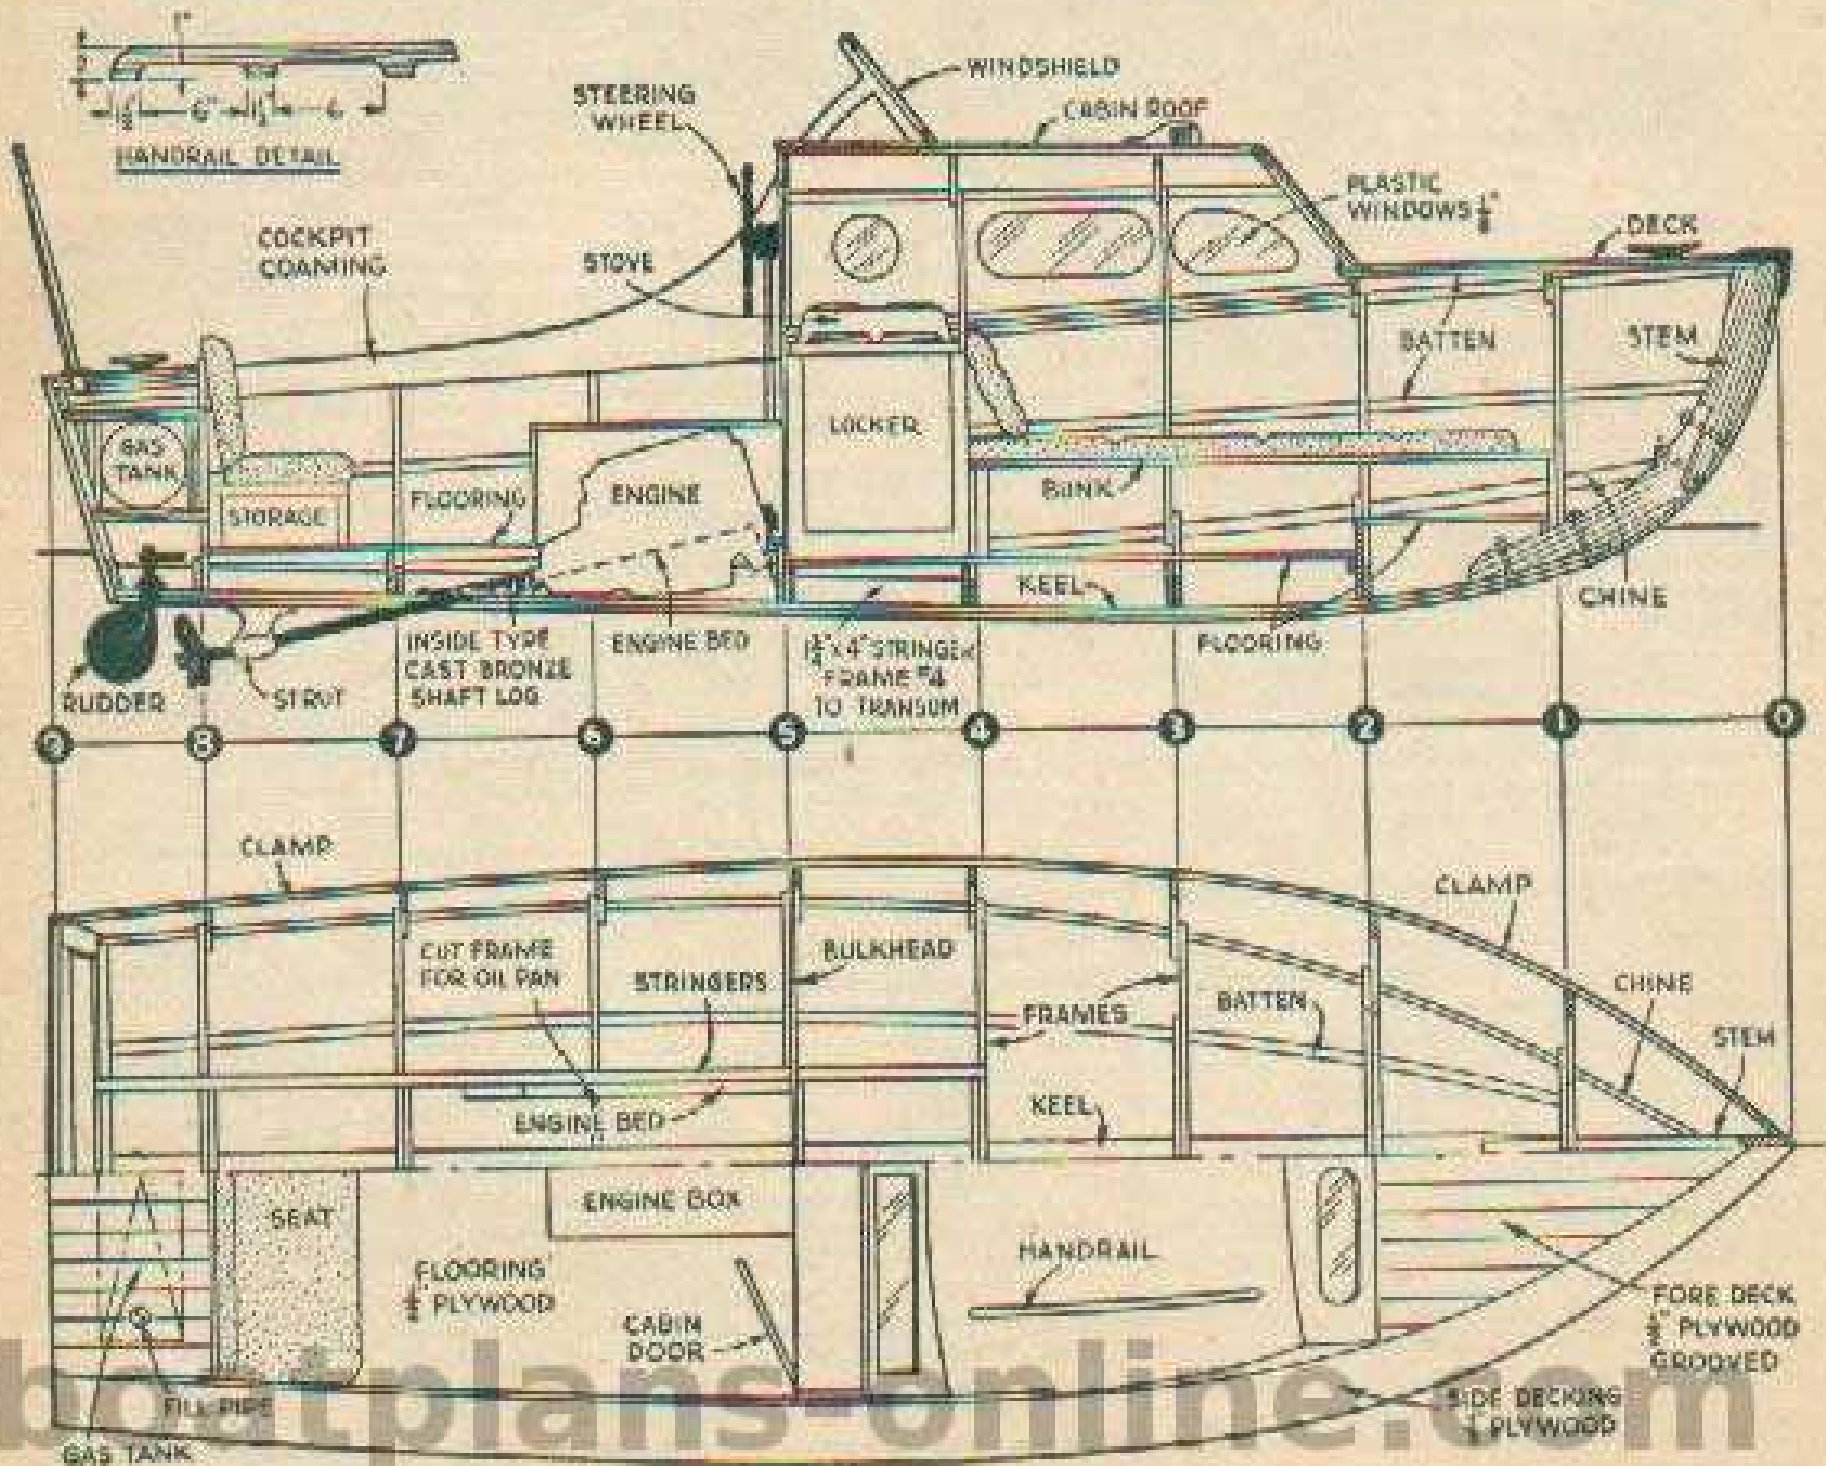 1"
6"
6
HANDRAIL DETAIL
STEERING
WHEEL
WINDSHIELD
CABIN ROOF
PLASTIC
WINDOWS
DECK
COCKPIT
COAMING
STOVE
BATTEN
STEM
LOCKER
GAS
TANK
STORAGE
FLOORING
ENGINE
BUNK
KEEL
CHINE
RUDDER
STRUT
INSIDE TYPE
CAST BRONZE
SHAFT LOG
ENGINE BED
x 4" STRINGER
FRAME #4
TO TRANSOM
FLOORING
9 8 7 6 5 4 3 2 1 0
CLAMP
CLAMP
CUT FRAME
FOR OIL PAN
STRINGERS
BULKHEAD
FRAMES
BATTEN
CHINE
STEM
ENGINE BED
KEEL
SEAT
ENGINE BOX
FLOORING
PLYWOOD
CABIN
DOOR
HANDRAIL
FORE DECK
PLYWOOD
GROOVED
SIDE DECKING
PLYWOOD
FILL PIPE
GAS TANK
boatplans-online.com